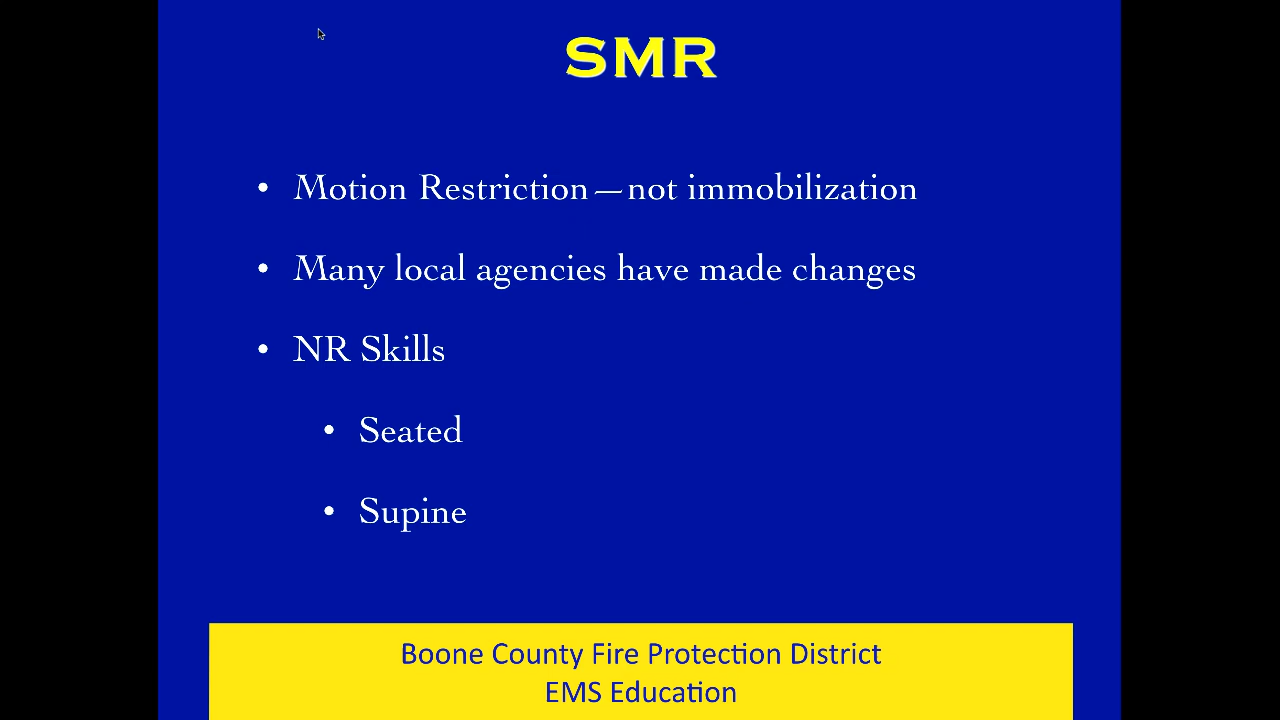 SMR
• Motion Restriction—not immobilization
• Many local agencies have made changes
• NR Skills
• Seated
• Supine
Boone County Fire Protection District
EMS Education